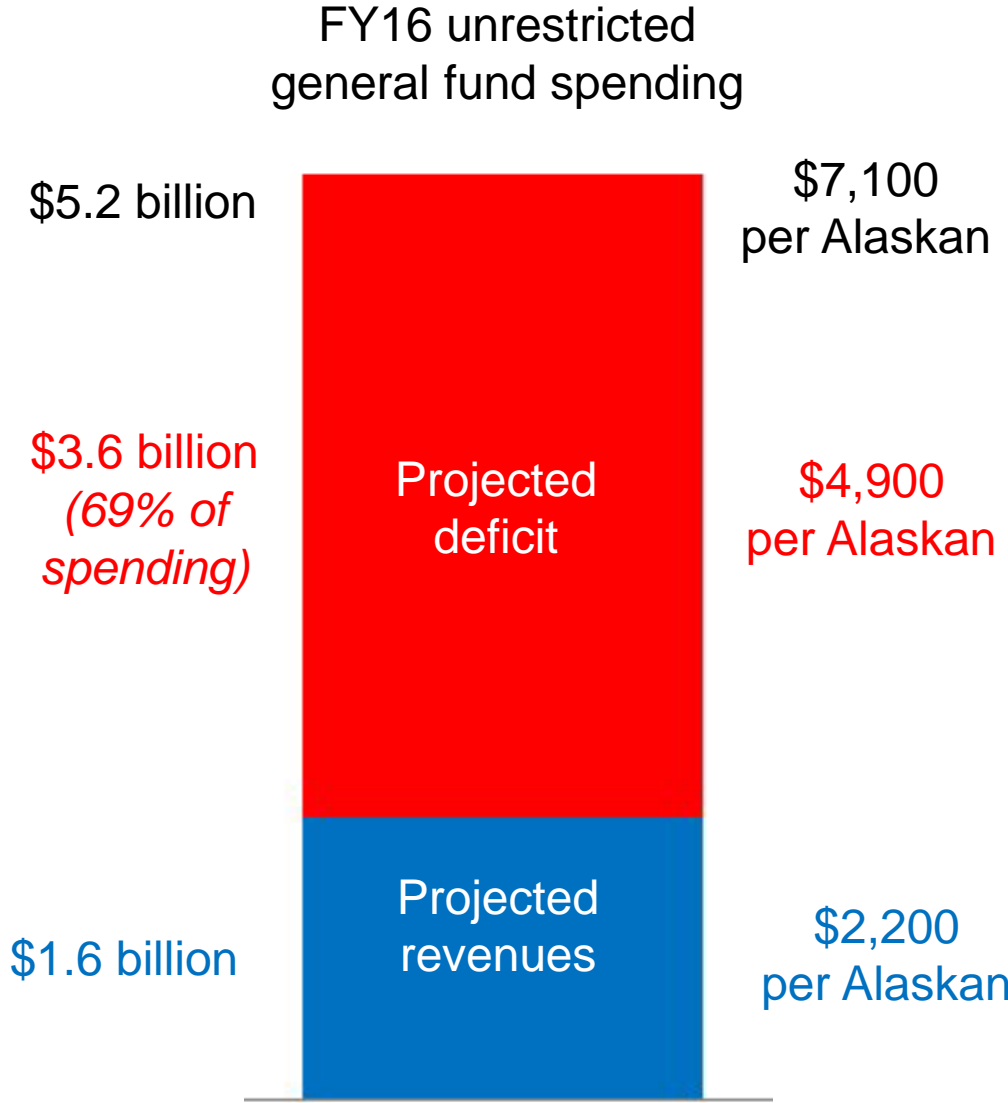 FY16 unrestricted
general fund spending
$5.2 billion
$7,100
per Alaskan
$3.6 billion
(69% of
spending)
Projected
deficit
$4,900
per Alaskan
$1.6 billion
Projected
revenues
$2,200
per Alaskan